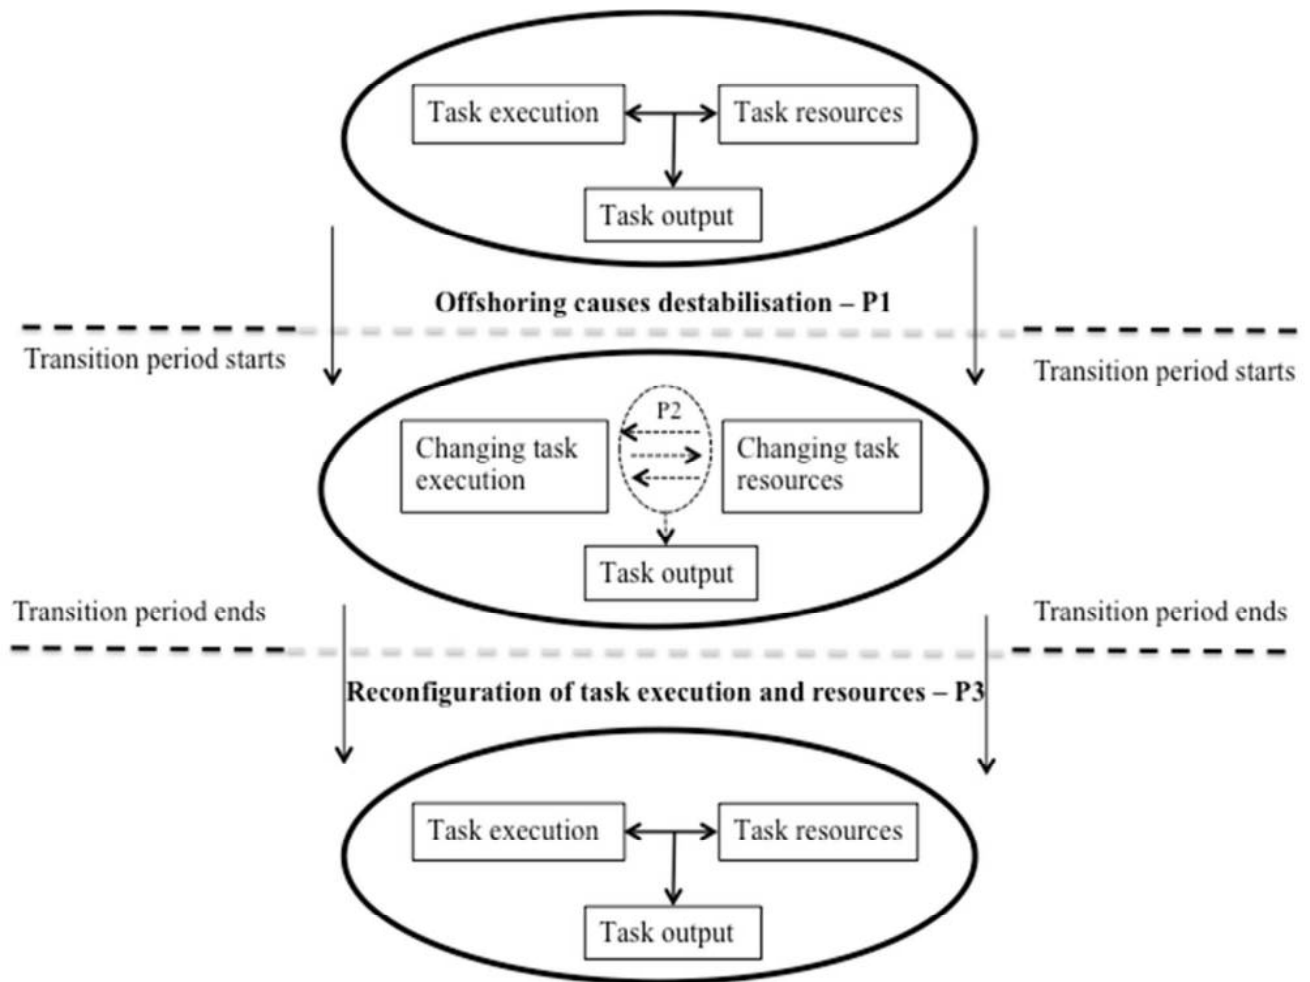 Task execution
Task resources
Task output
Offshoring causes destabilisation – P1
Transition period starts
Transition period starts
P2
Changing task
execution
Changing task
resources
Task output
Transition period ends
Transition period ends
Reconfiguration of task execution and resources – P3
Task execution
Task resources
Task output